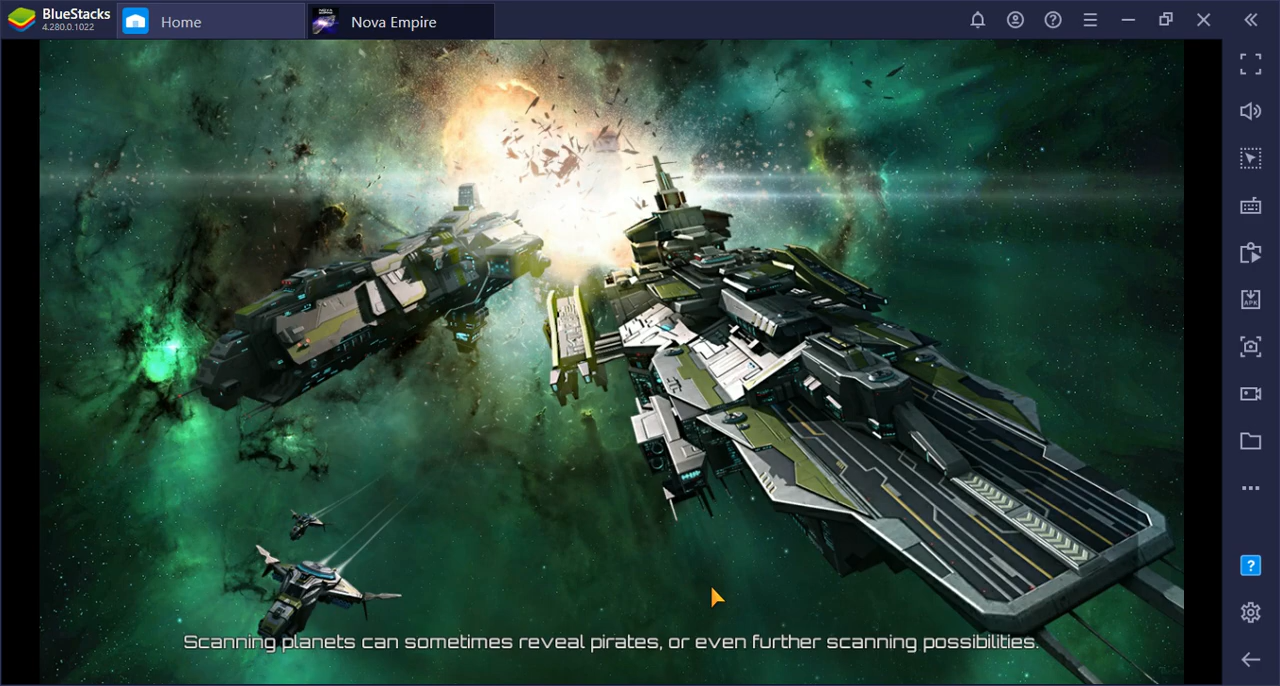 BlueStacks
4.280.0.1022
Home
Nova Empire
APK
Scanning planets can sometimes reveal pirates, or even further scanning possibilities.